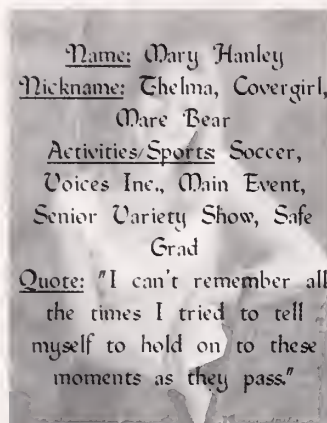 Name: Mary Hanley
Nickname: Thelma, Covergirl,
Mare Bear
Activities/Sports: Soccer,
Voices Inc., Main Event,
Senior Variety Show, Safe
Grad
Quote: "I can't remember all
the times I tried to tell
myself to hold on to these
moments as they pass."